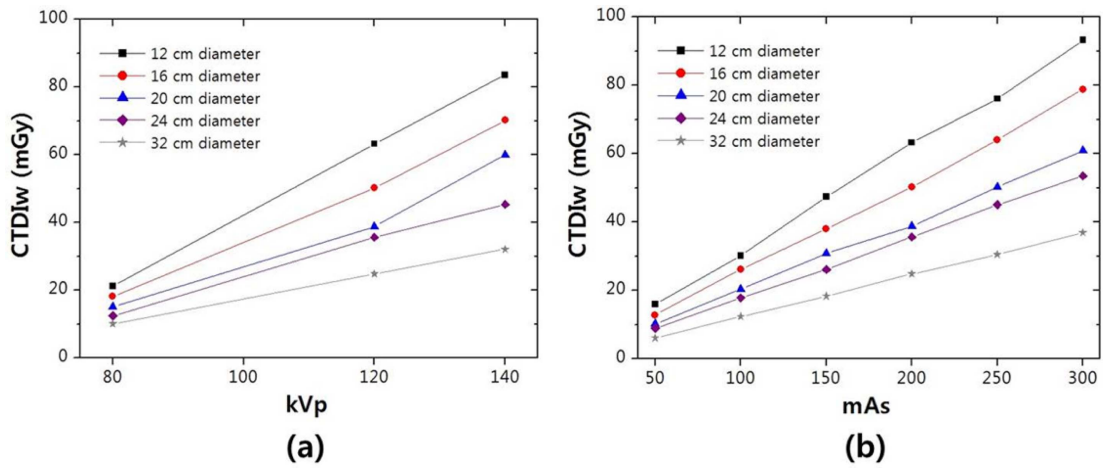 100
80
60
40
20
0
CTDIw (mGy)
12 cm diameter
16 cm diameter
20 cm diameter
24 cm diameter
32 cm diameter
80 100 120 140
kVp
(a)
100
80
60
40
20
0
CTDIw (mGy)
12 cm diameter
16 cm diameter
20 cm diameter
24 cm diameter
32 cm diameter
50 100 150 200 250 300
mAs
(b)